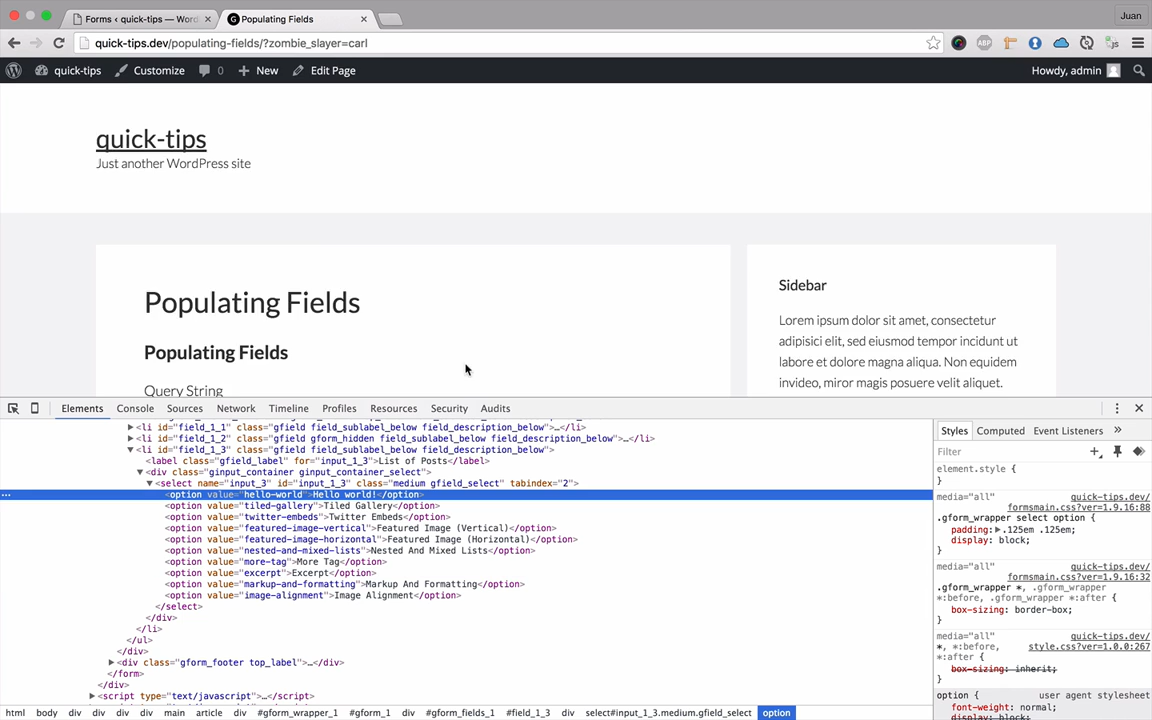 Forms ‹ quick-tips — Word
Populating Fields
Juan
quick-tips.dev/populating-fields/?zombie_slayer=carl
ABP
quick-tips
Customize
0
New
Edit Page
Howdy, admin
quick-tips
Just another WordPress site
Populating Fields
Populating Fields
Query String
Sidebar
Lorem ipsum dolor sit amet, consectetur
adipisici elit, sed eiusmod tempor incidunt ut
labore et dolore magna aliqua. Non equidem
invideo, miror magis posuere velit aliquet.
Elements Console Sources Network Timeline Profiles Resources Security Audits
<li id="field_1_1" class="gfield field_sublabel_below field_description_below">…</li>
<li id="field_1_2" class="gfield gform_hidden field_sublabel_below field_description_below">…</li>
<li id="field_1_3" class="gfield field_sublabel_below field_description_below">
<label class="gfield_label" for="input_1_3">List of Posts</label>
<div class="ginput_container ginput_container_select">
<select name="input_3" id="input_1_3" class="medium gfield_select" tabindex="2">
<option value="hello-world">Hello world!</option>
<option value="tiled-gallery">Tiled Gallery</option>
<option value="twitter-embeds">Twitter Embeds</option>
<option value="featured-image-vertical">Featured Image (Vertical)</option>
<option value="featured-image-horizontal">Featured Image (Horizontal)</option>
<option value="nested-and-mixed-lists">Nested And Mixed Lists</option>
<option value="more-tag">More Tag</option>
<option value="excerpt">Excerpt</option>
<option value="markup-and-formatting">Markup And Formatting</option>
<option value="image-alignment">Image Alignment</option>
</select>
</div>
</li>
</ul>
</div>
<div class="gform_footer top_label">…</div>
</form>
</div>
<script type="text/javascript">…</script>
html body div div div div main article div #gform_wrapper_1 #gform_1 div #gform_fields_1 #field_1_3 div select#input_1_3.medium.gfield_select option
Styles Computed Event Listeners »
Filter
element.style {
}
media="all" quick-tips.dev/
formsmain.css?ver=1.9.16:88
.gform_wrapper select option {
padding: .125em .125em;
display: block;
}
media="all" quick-tips.dev/
formsmain.css?ver=1.9.16:32
.gform_wrapper *, .gform_wrapper
*:before, .gform_wrapper *:after {
box-sizing: border-box;
}
media="all" quick-tips.dev/
*, *:before, style.css?ver=1.0.0:267
*:after {
box-sizing: inherit;
}
option { user agent stylesheet
font-weight: normal;
display: block;